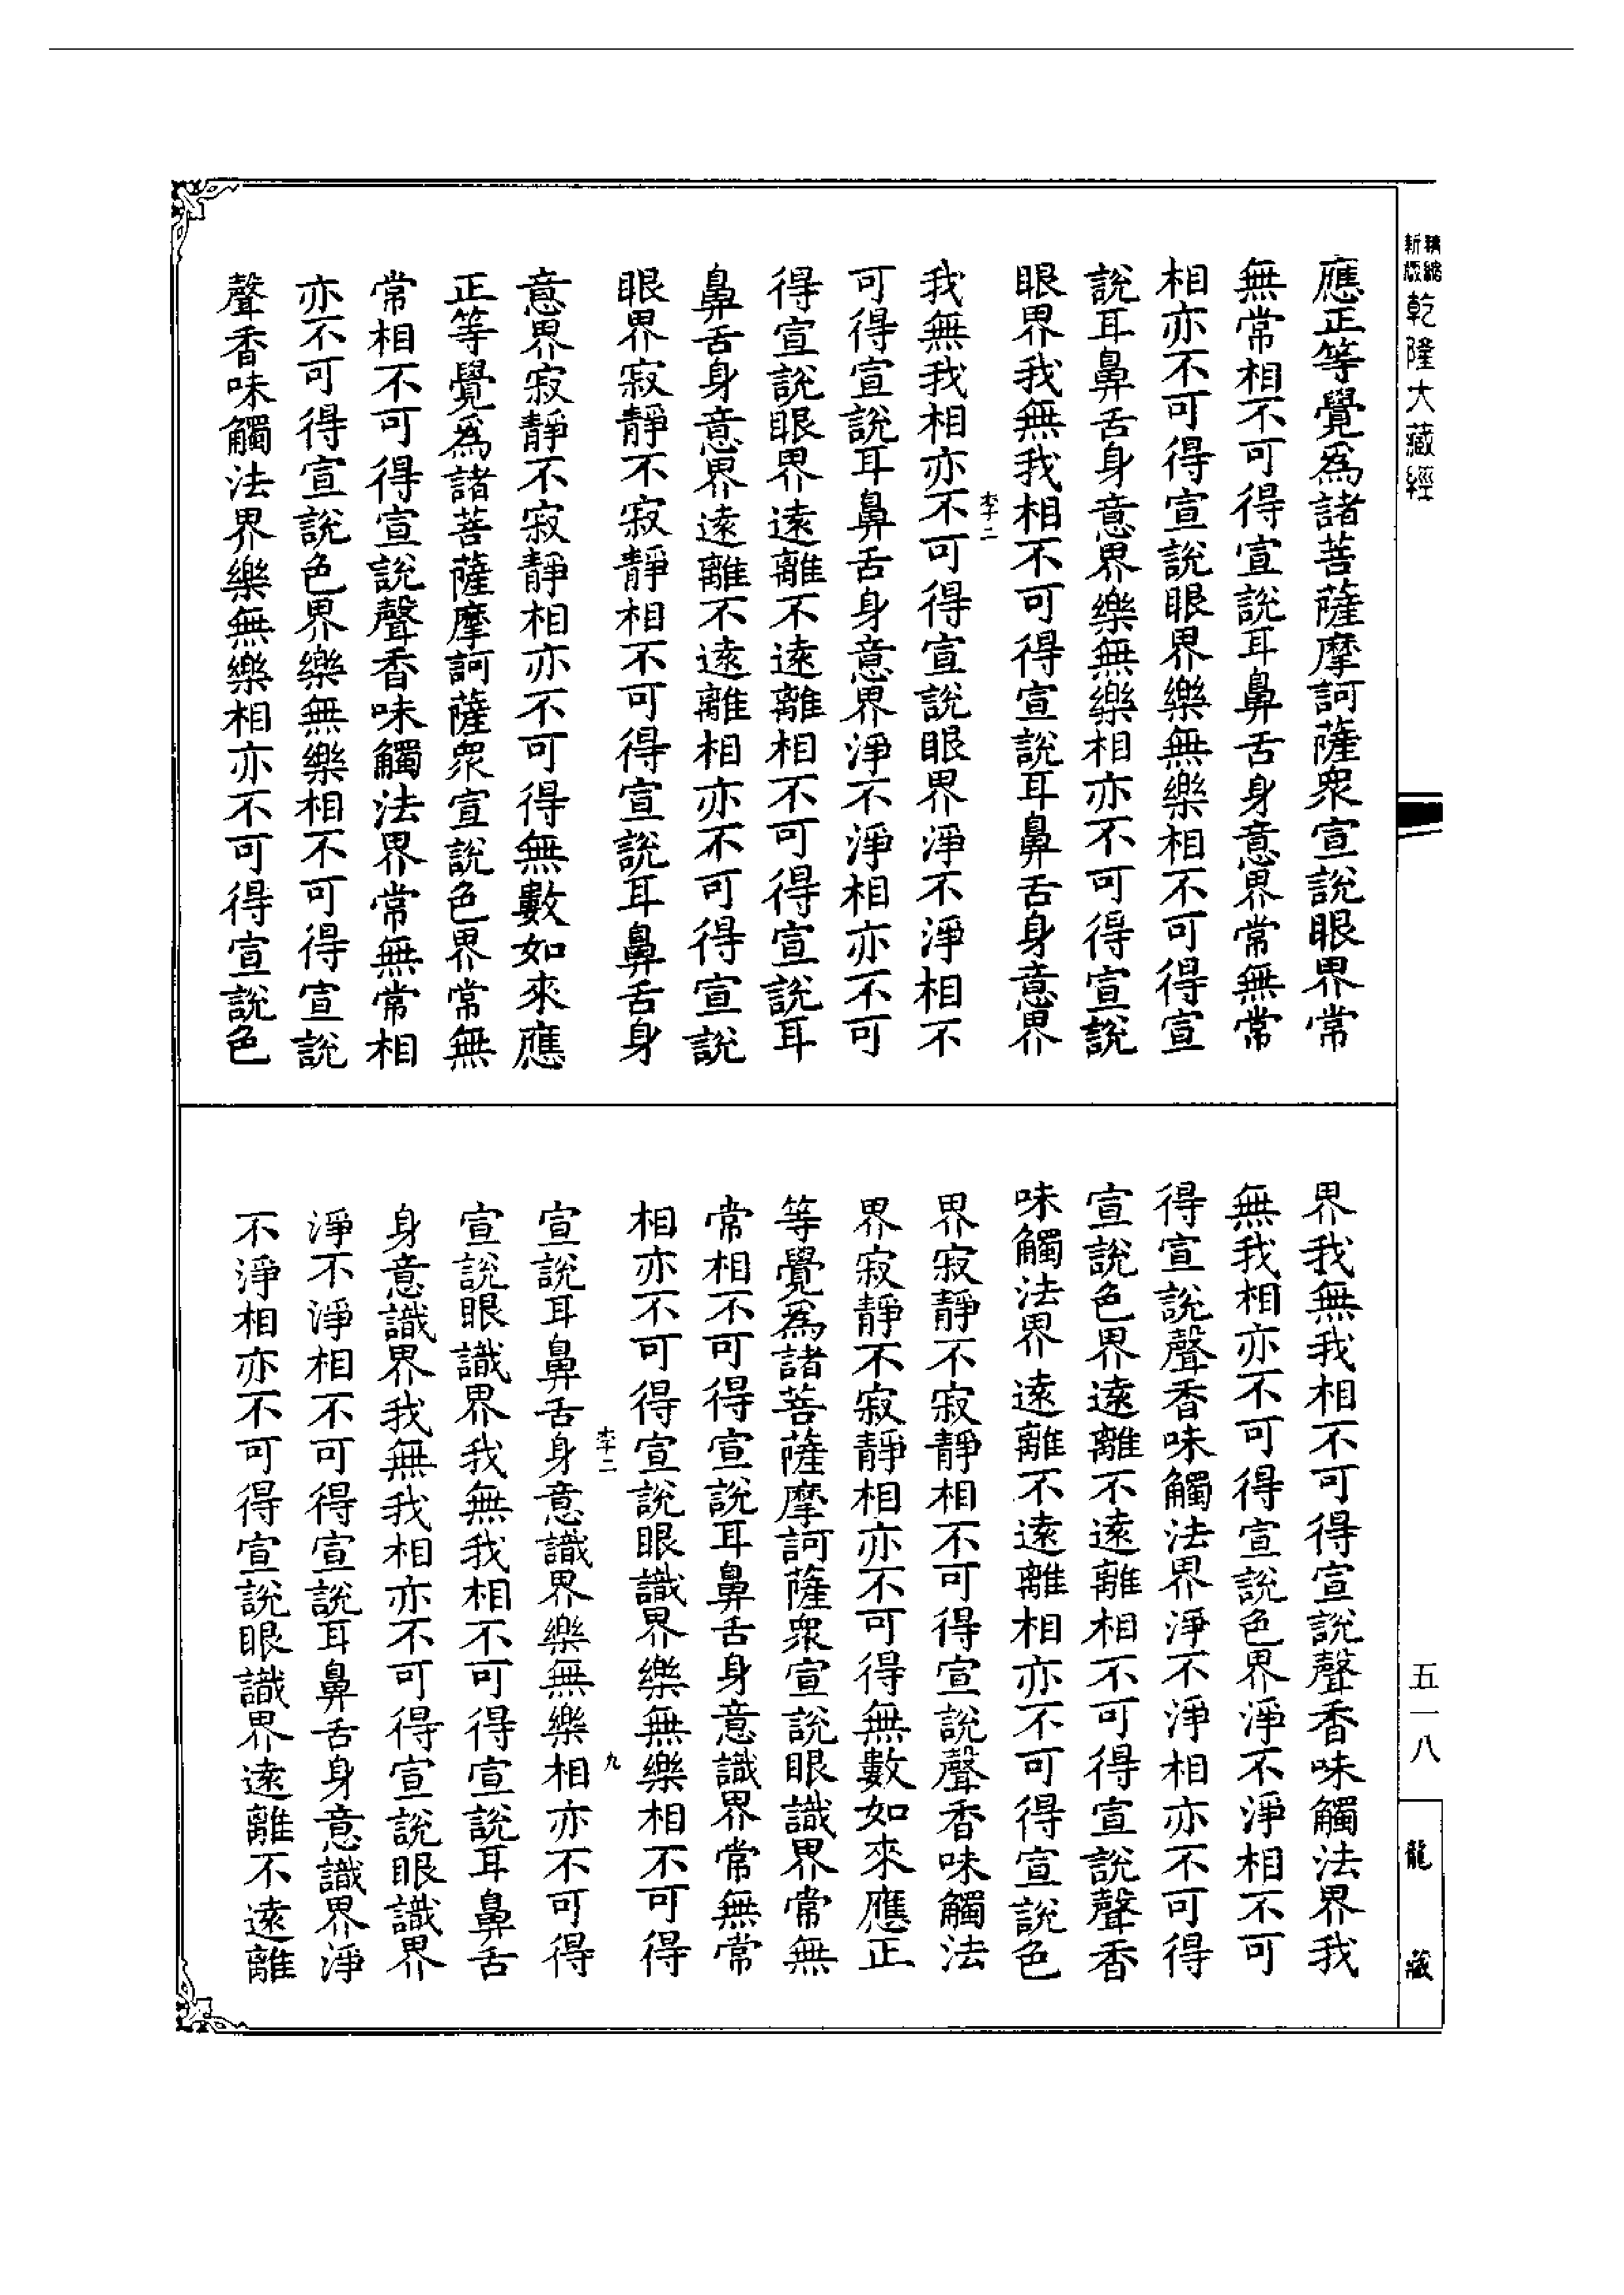 精縮新版乾隆大藏經
五一八
龍藏
應正等覺為諸菩薩摩訶薩衆宣說眼界常
無常相不可得宣說耳鼻舌身意界常無常
相亦不可得宣說眼界樂無樂相不可得宣
說耳鼻舌身意界樂無樂相亦不可得宣說
眼界我無我相不可得宣說耳鼻舌身意界
李二
我無我相亦不可得宣說眼界淨不淨相不
可得宣說耳鼻舌身意界淨不淨相亦不可
得宣說眼界遠離不遠離相不可得宣說耳
鼻舌身意界遠離不遠離相亦不可得宣說
眼界寂靜不寂靜相不可得宣說耳鼻舌身
意界寂靜不寂靜相亦不可得無數如來應
正等覺為諸菩薩摩訶薩衆宣說色界常無
常相不可得宣說聲香味觸法界常無常相
亦不可得宣說色界樂無樂相不可得宣說
聲香味觸法界樂無樂相亦不可得宣說色
界我無我相不可得宣說聲香味觸法界我
無我相亦不可得宣說色界淨不淨相不可
得宣說聲香味觸法界淨不淨相亦不可得
宣說色界遠離不遠離相不可得宣說聲香
味觸法界遠離不遠離相亦不可得宣說色
界寂靜不寂靜相不可得宣說聲香味觸法
界寂靜不寂靜相亦不可得無數如來應正
等覺為諸菩薩摩訶薩衆宣說眼識界常無
常相不可得宣說耳鼻舌身意識界常無常
相亦不可得宣說眼識界樂無樂相不可得
李二 九
宣說耳鼻舌身意識界樂無樂相亦不可得
宣說眼識界我無我相不可得宣說耳鼻舌
身意識界我無我相亦不可得宣說眼識界
淨不淨相不可得宣說耳鼻舌身意識界淨
不淨相亦不可得宣說眼識界遠離不遠離